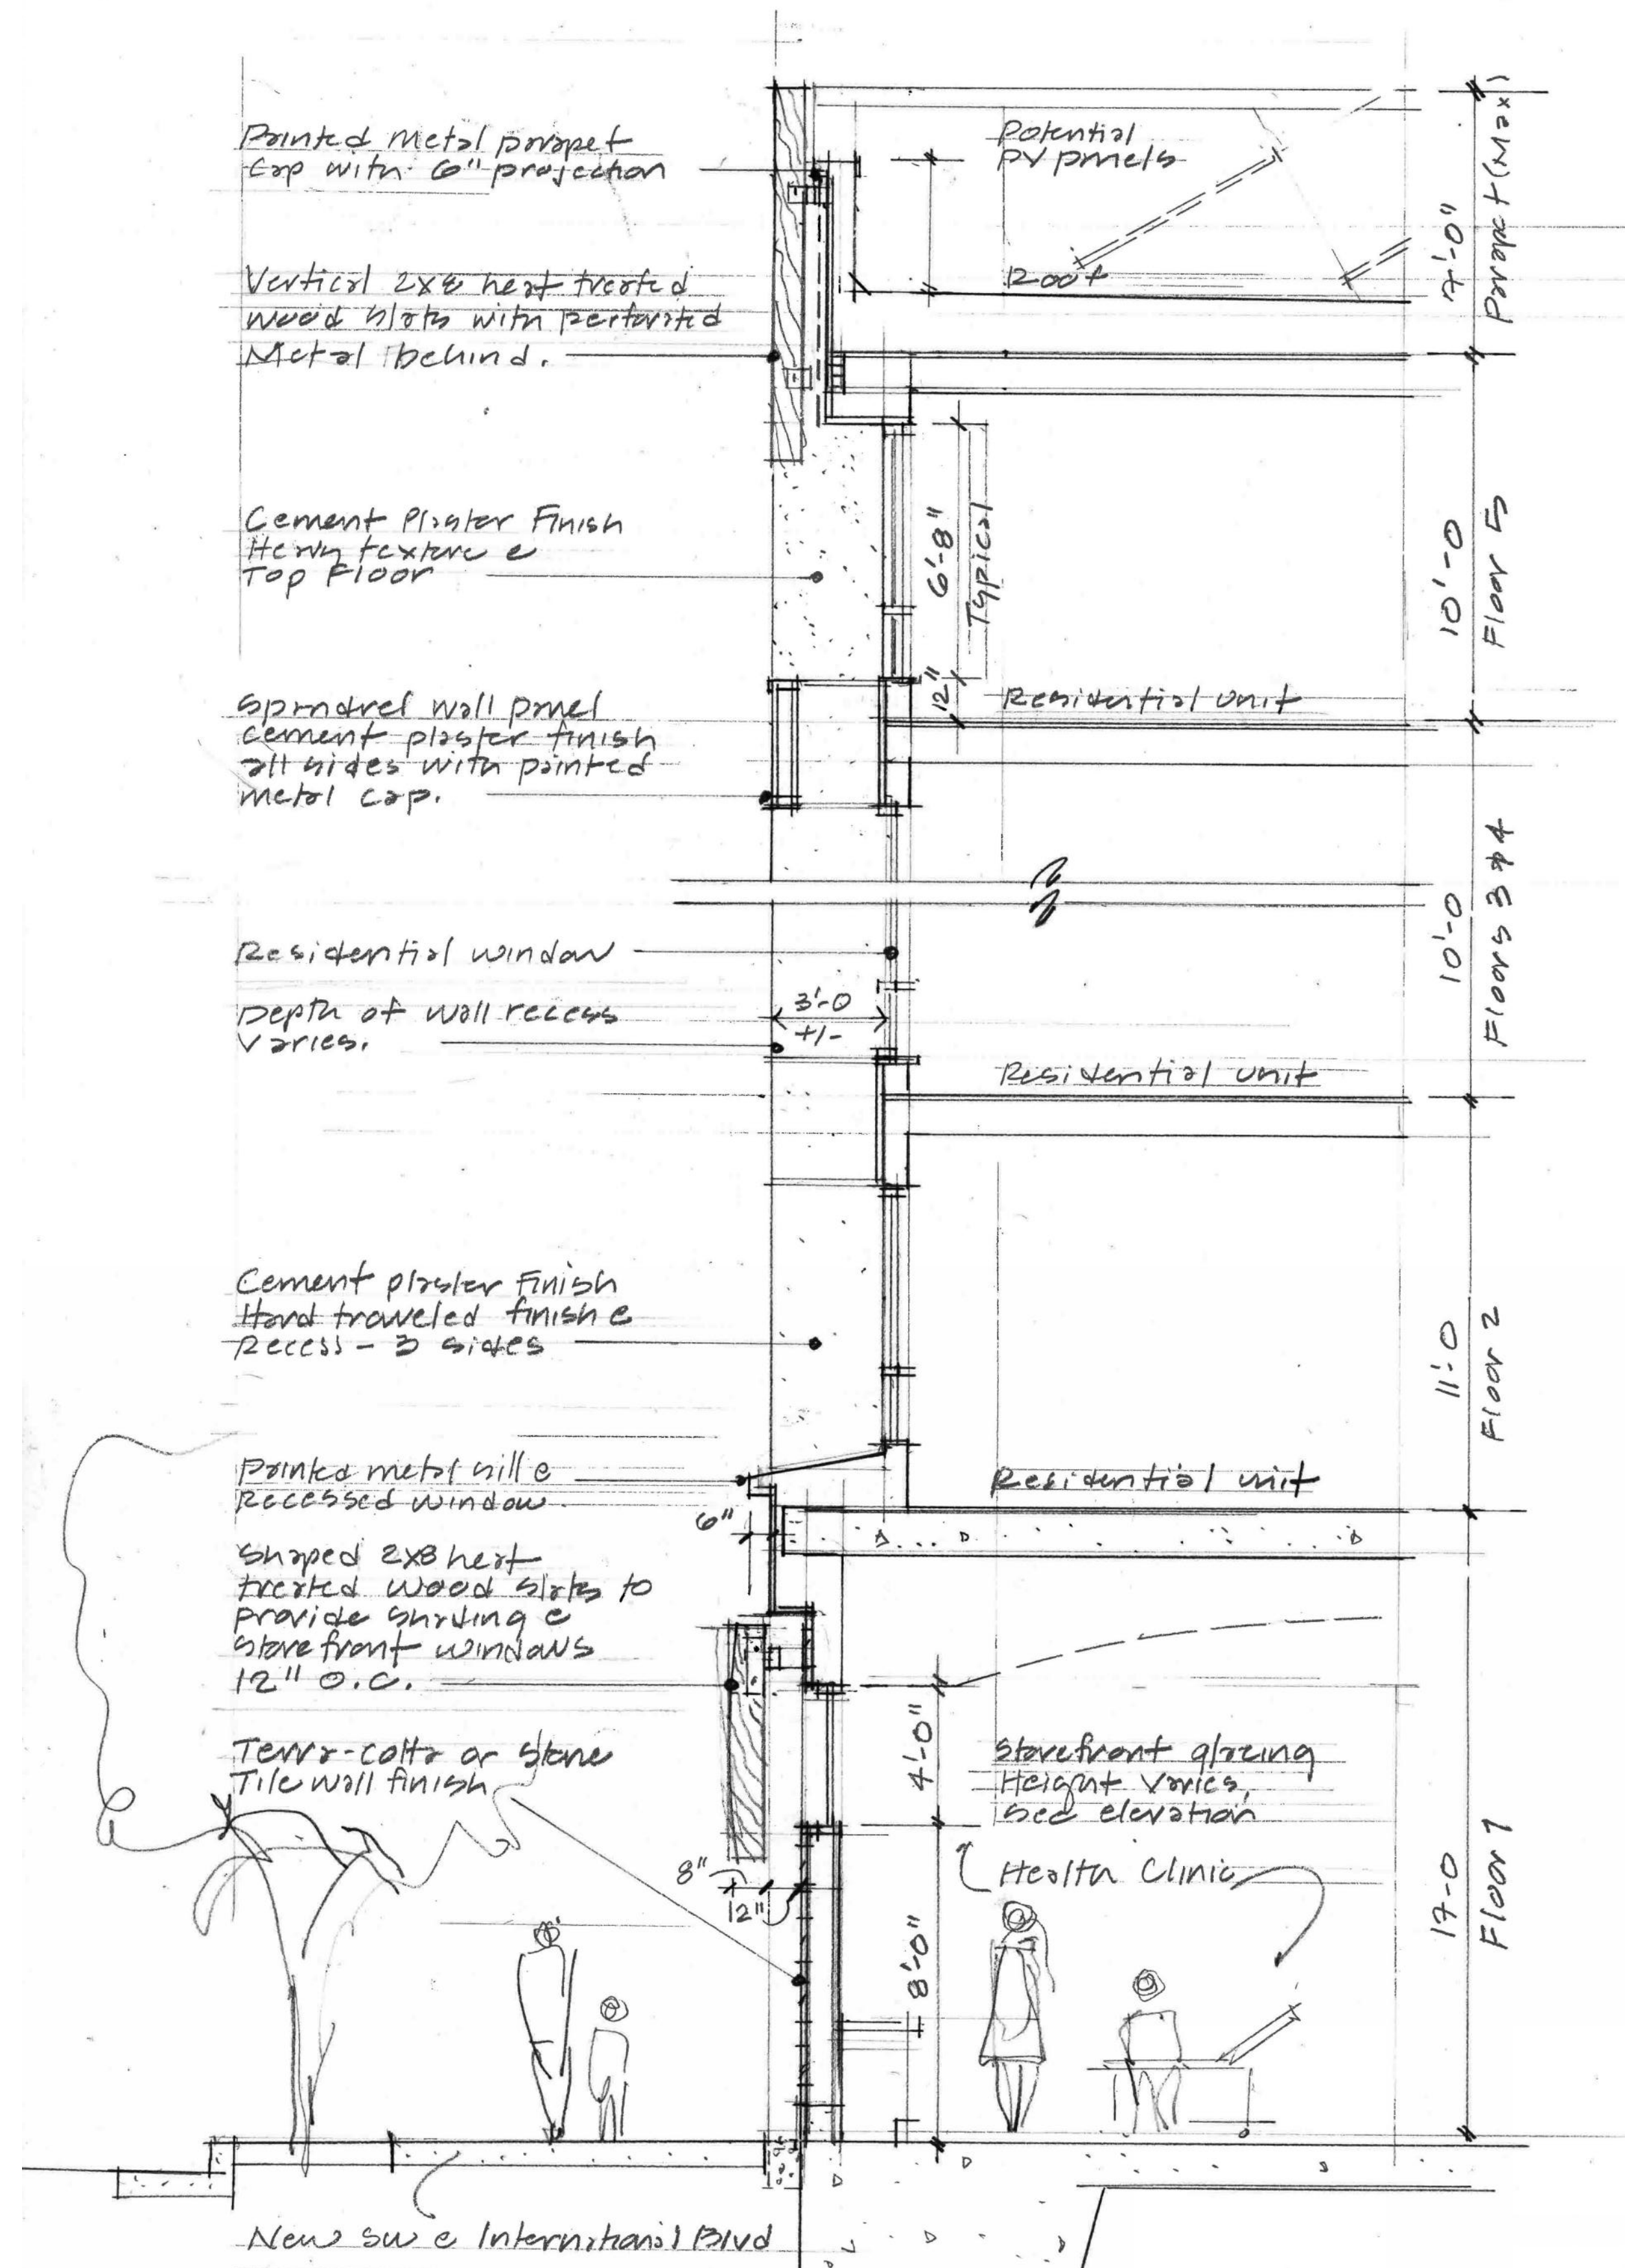 Painted metal parapet
cap with 6" projection
Vertical 2x8 heat treated
wood slats with perforated
Metal behind.
Cement Plaster Finish
Heavy texture @
Top Floor
Spandrel wall panel
cement plaster finish
all sides with painted
metal cap.
Residential window
Depth of wall recess
Varies.
Cement plaster Finish
Hard traveled finish @
Recess - 3 sides
Painted metal sill @
Recessed window
Shaped 2x8 heat
treated wood slats to
provide shading @
storefront windows
12" O.C.
Terra-cotta or stone
Tile wall finish
New SW @ International Blvd
Potential
PV panels
Roof
6'-8"
Typical
12"
Residential unit
3'-0
+/-
Residential unit
Residential unit
6"
4'-0"
Storefront glazing
Height varies,
see elevation
Health Clinic
8"
12"
8'-0"
7'-0"
Parapet (Max)
10'-0
Floor 5
10'-0
Floors 3 & 4
11'-0
Floor 2
17-0
Floor 1